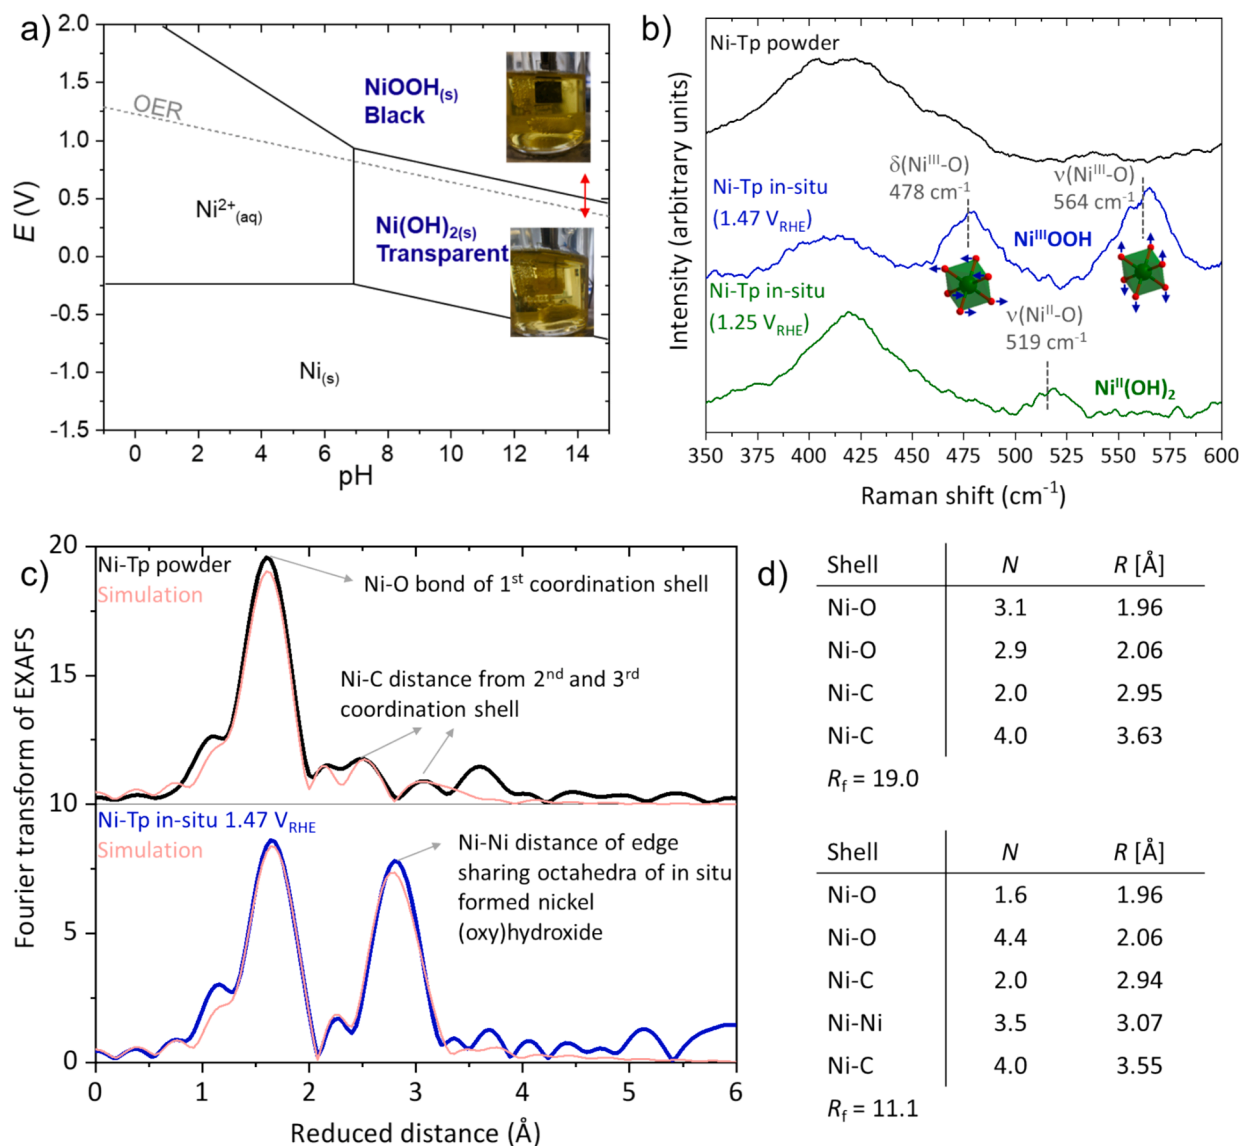 a)
2.0
1.5
1.0
0.5
0.0
-0.5
-1.0
-1.5
E (V)
OER
NiOOH(s)
Black
Ni2+(aq)
Ni(OH)2(s)
Transparent
Ni(s)
0 2 4 6 8 10 12 14
pH
b)
Intensity (arbitrary units)
Ni-Tp powder
Ni-Tp in-situ
(1.47 VRHE)
δ(NiIII-O)
478 cm-1
ν(NiIII-O)
564 cm-1
NiIIIOOH
Ni-Tp in-situ
(1.25 VRHE)
ν(NiII-O)
519 cm-1
NiII(OH)2
350 375 400 425 450 475 500 525 550 575 600
Raman shift (cm-1)
c)
Fourier transform of EXAFS
20
15
10
5
0
Ni-Tp powder
Simulation
Ni-O bond of 1st coordination shell
Ni-C distance from 2nd and 3rd
coordination shell
Ni-Tp in-situ 1.47 VRHE
Simulation
Ni-Ni distance of edge
sharing octahedra of in situ
formed nickel
(oxy)hydroxide
0 1 2 3 4 5 6
Reduced distance (Å)
d)
Shell N R [Å]
Ni-O 3.1 1.96
Ni-O 2.9 2.06
Ni-C 2.0 2.95
Ni-C 4.0 3.63
Rf = 19.0
Shell N R [Å]
Ni-O 1.6 1.96
Ni-O 4.4 2.06
Ni-C 2.0 2.94
Ni-Ni 3.5 3.07
Ni-C 4.0 3.55
Rf = 11.1